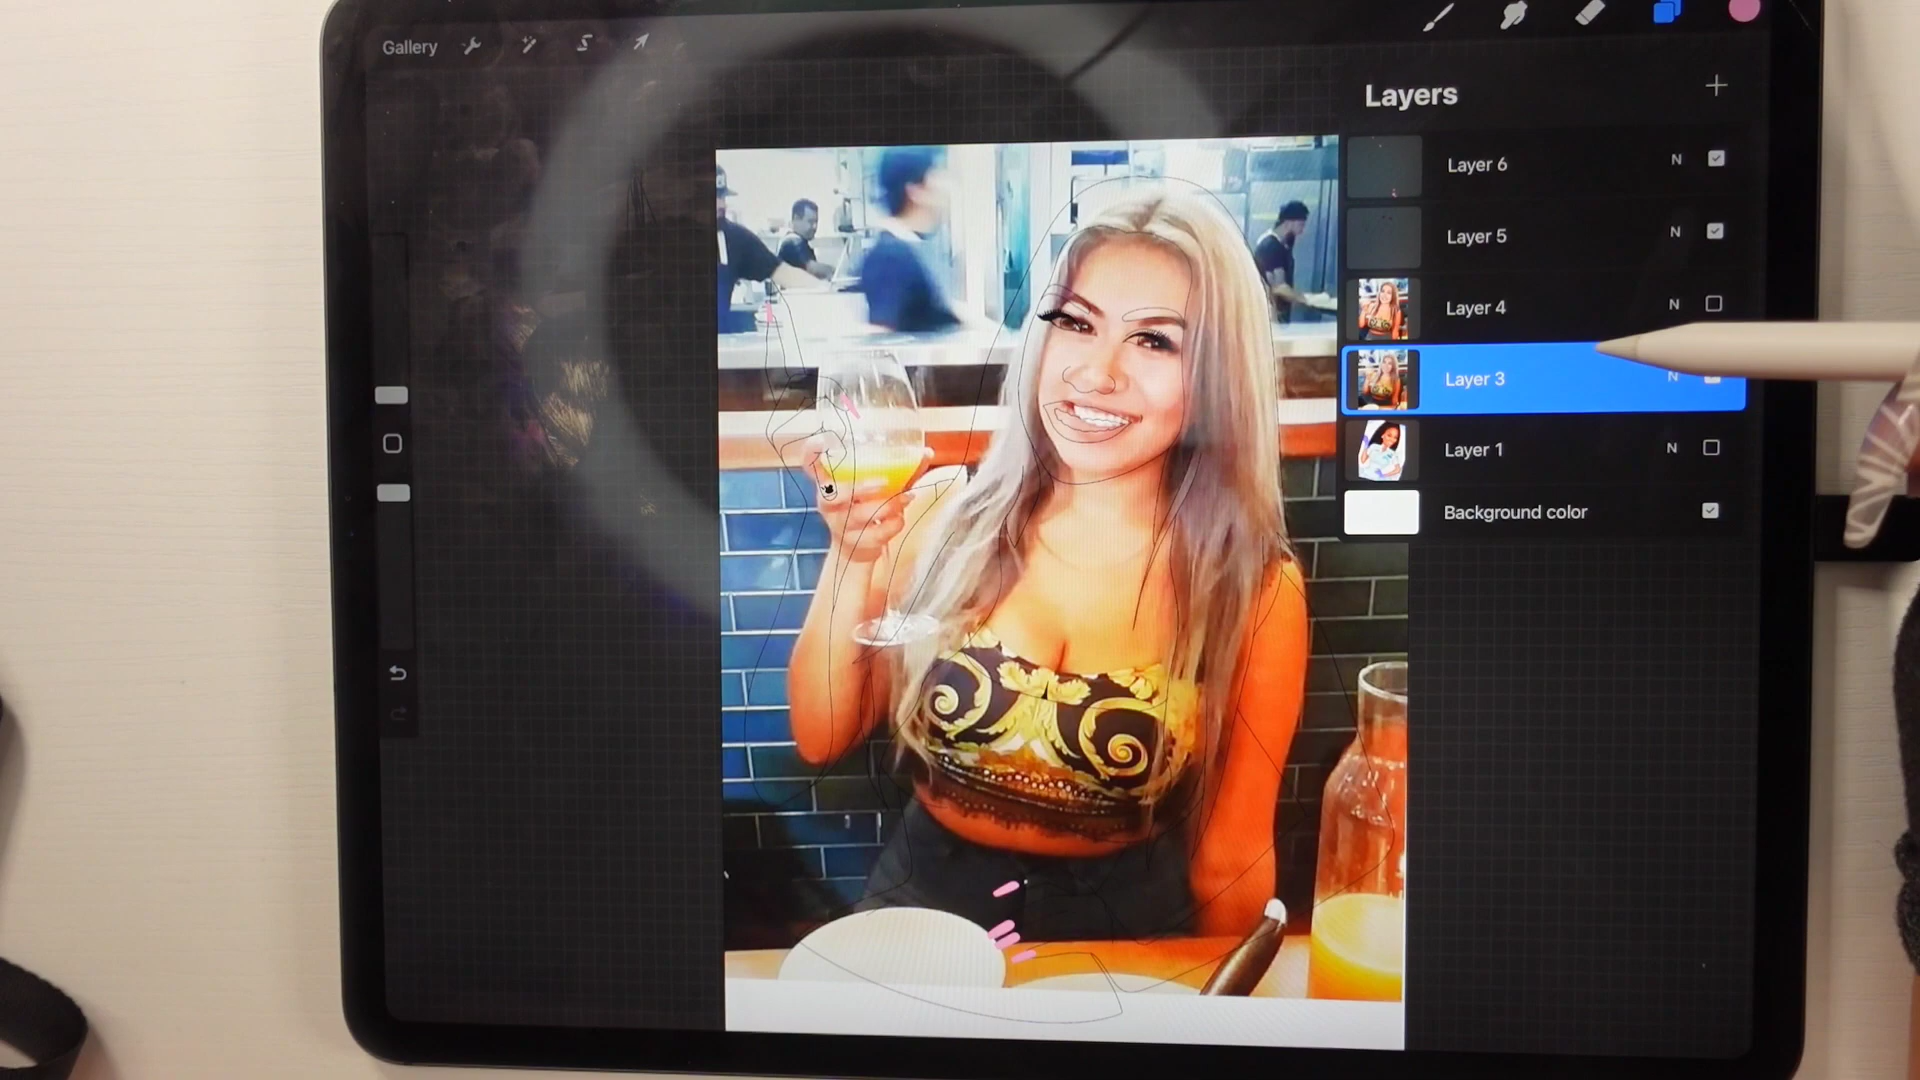 Gallery
Layers
Layer 6
N
Layer 5
N
Layer 4
N
Layer 3
N
Layer 1
N
Background color